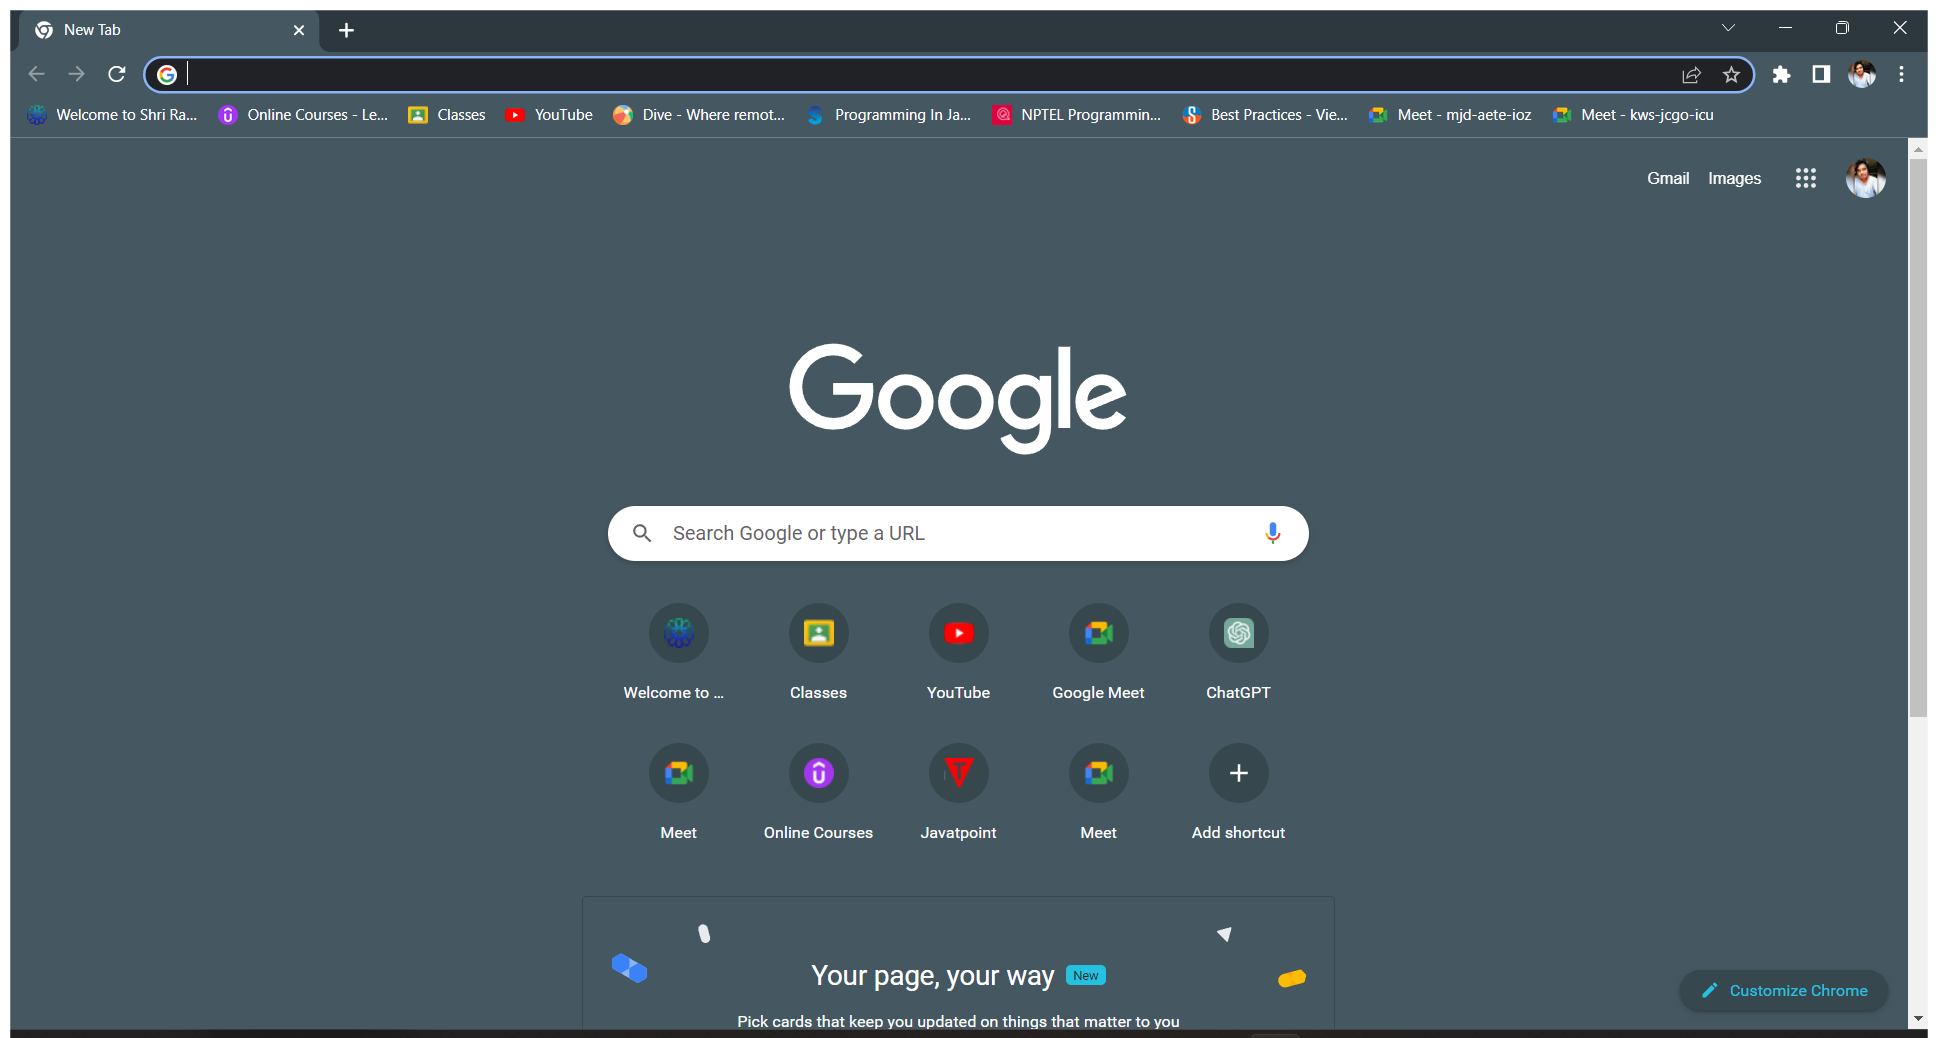 New Tab
Welcome to Shri Ra... Online Courses - Le... Classes YouTube Dive - Where remot... Programming In Ja... NPTEL Programmin... Best Practices - Vie... Meet - mjd-aete-ioz Meet - kws-jcgo-icu
Gmail Images
Google
Search Google or type a URL
Welcome to ... Classes YouTube Google Meet ChatGPT
Meet Online Courses Javatpoint Meet Add shortcut
Your page, your way New
Customize Chrome
Pick cards that keep you updated on things that matter to you